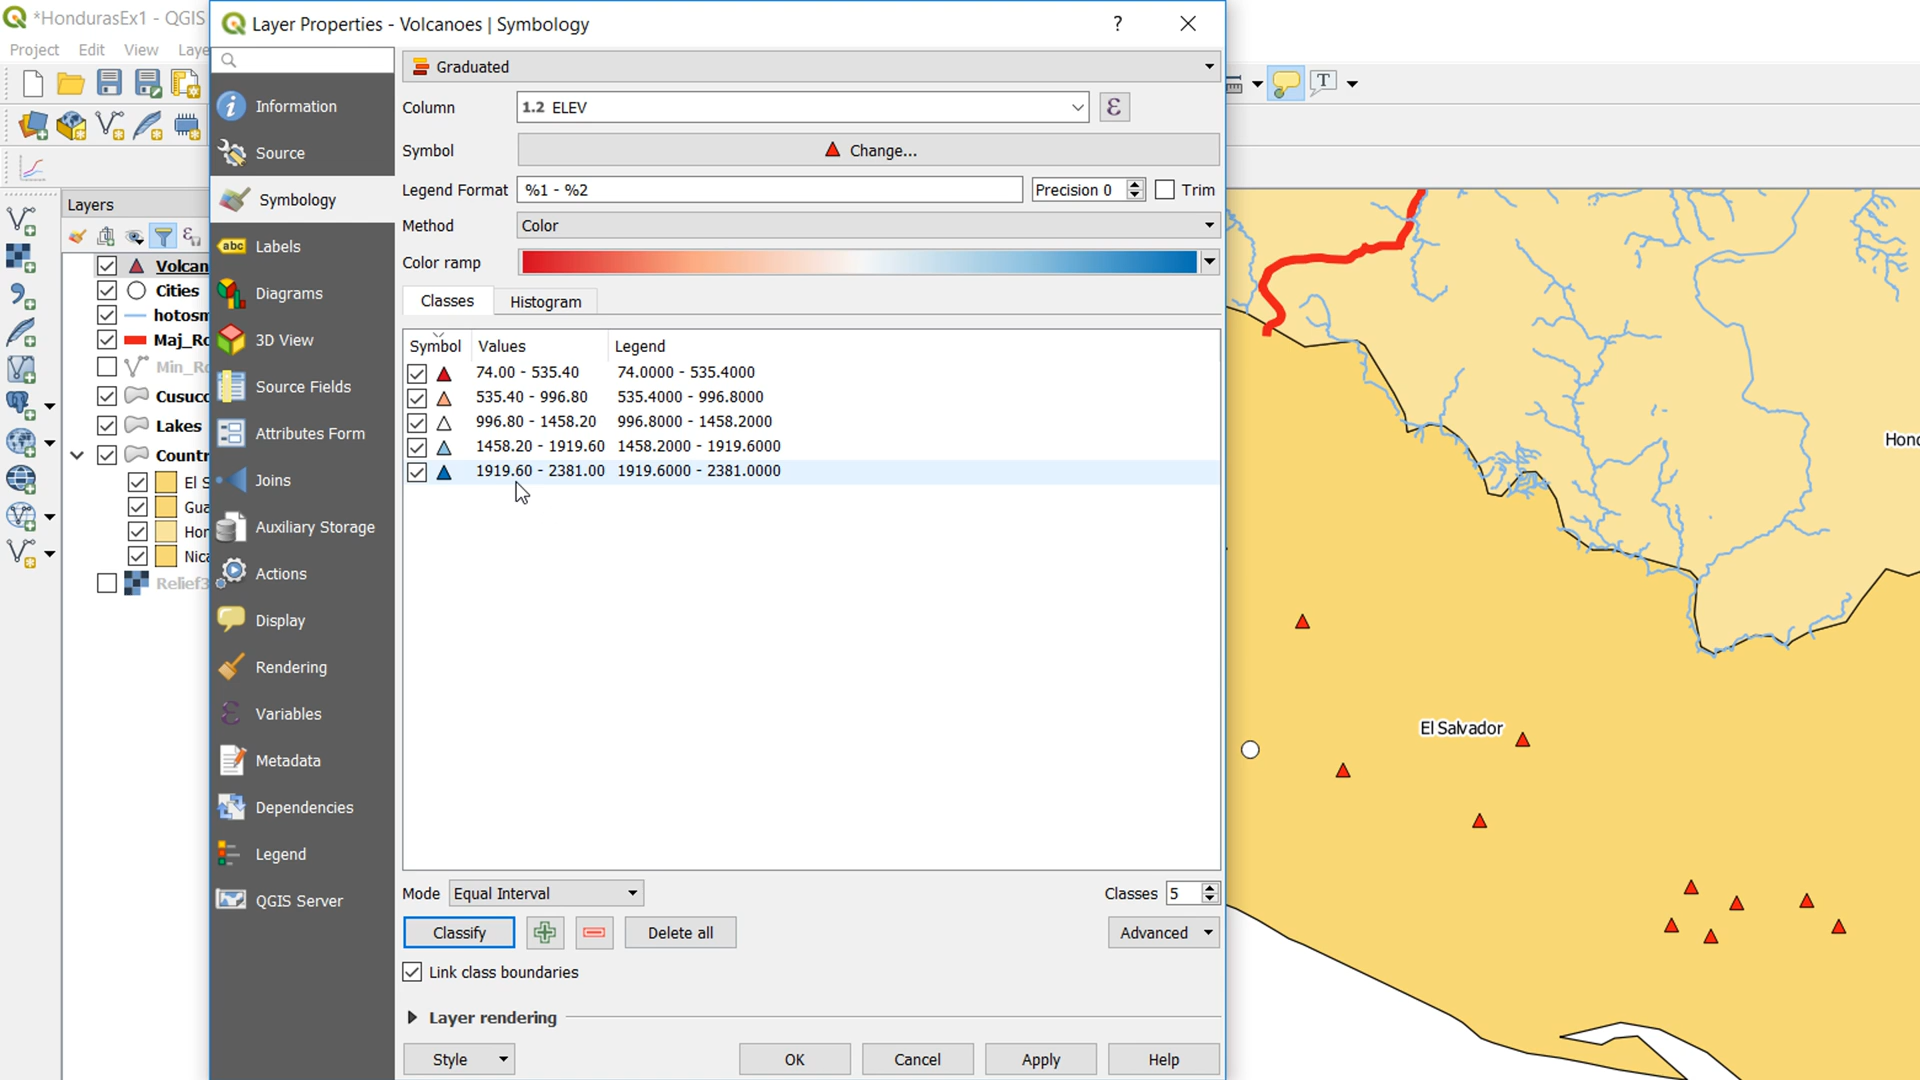 *HondurasEx1 - QGIS
Project Edit View Laye
Layers
Volcan
Cities
hotosm
Maj_Ro
Min_Ro
Cusuco
Lakes
Countr
El S
Gua
Hor
Nica
Relief3
Layer Properties - Volcanoes | Symbology
?
Information
Source
Symbology
abc Labels
Diagrams
3D View
Source Fields
Attributes Form
Joins
Auxiliary Storage
Actions
Display
Rendering
Variables
Metadata
Dependencies
Legend
QGIS Server
Graduated
Column 1.2 ELEV ε
Symbol Change...
Legend Format %1 - %2 Precision 0 Trim
Method Color
Color ramp
Classes Histogram
Symbol Values Legend
74.00 - 535.40 74.0000 - 535.4000
535.40 - 996.80 535.4000 - 996.8000
996.80 - 1458.20 996.8000 - 1458.2000
1458.20 - 1919.60 1458.2000 - 1919.6000
1919.60 - 2381.00 1919.6000 - 2381.0000
Mode Equal Interval Classes 5
Classify Delete all Advanced
Link class boundaries
Layer rendering
Style OK Cancel Apply Help
T
Hond
El Salvador